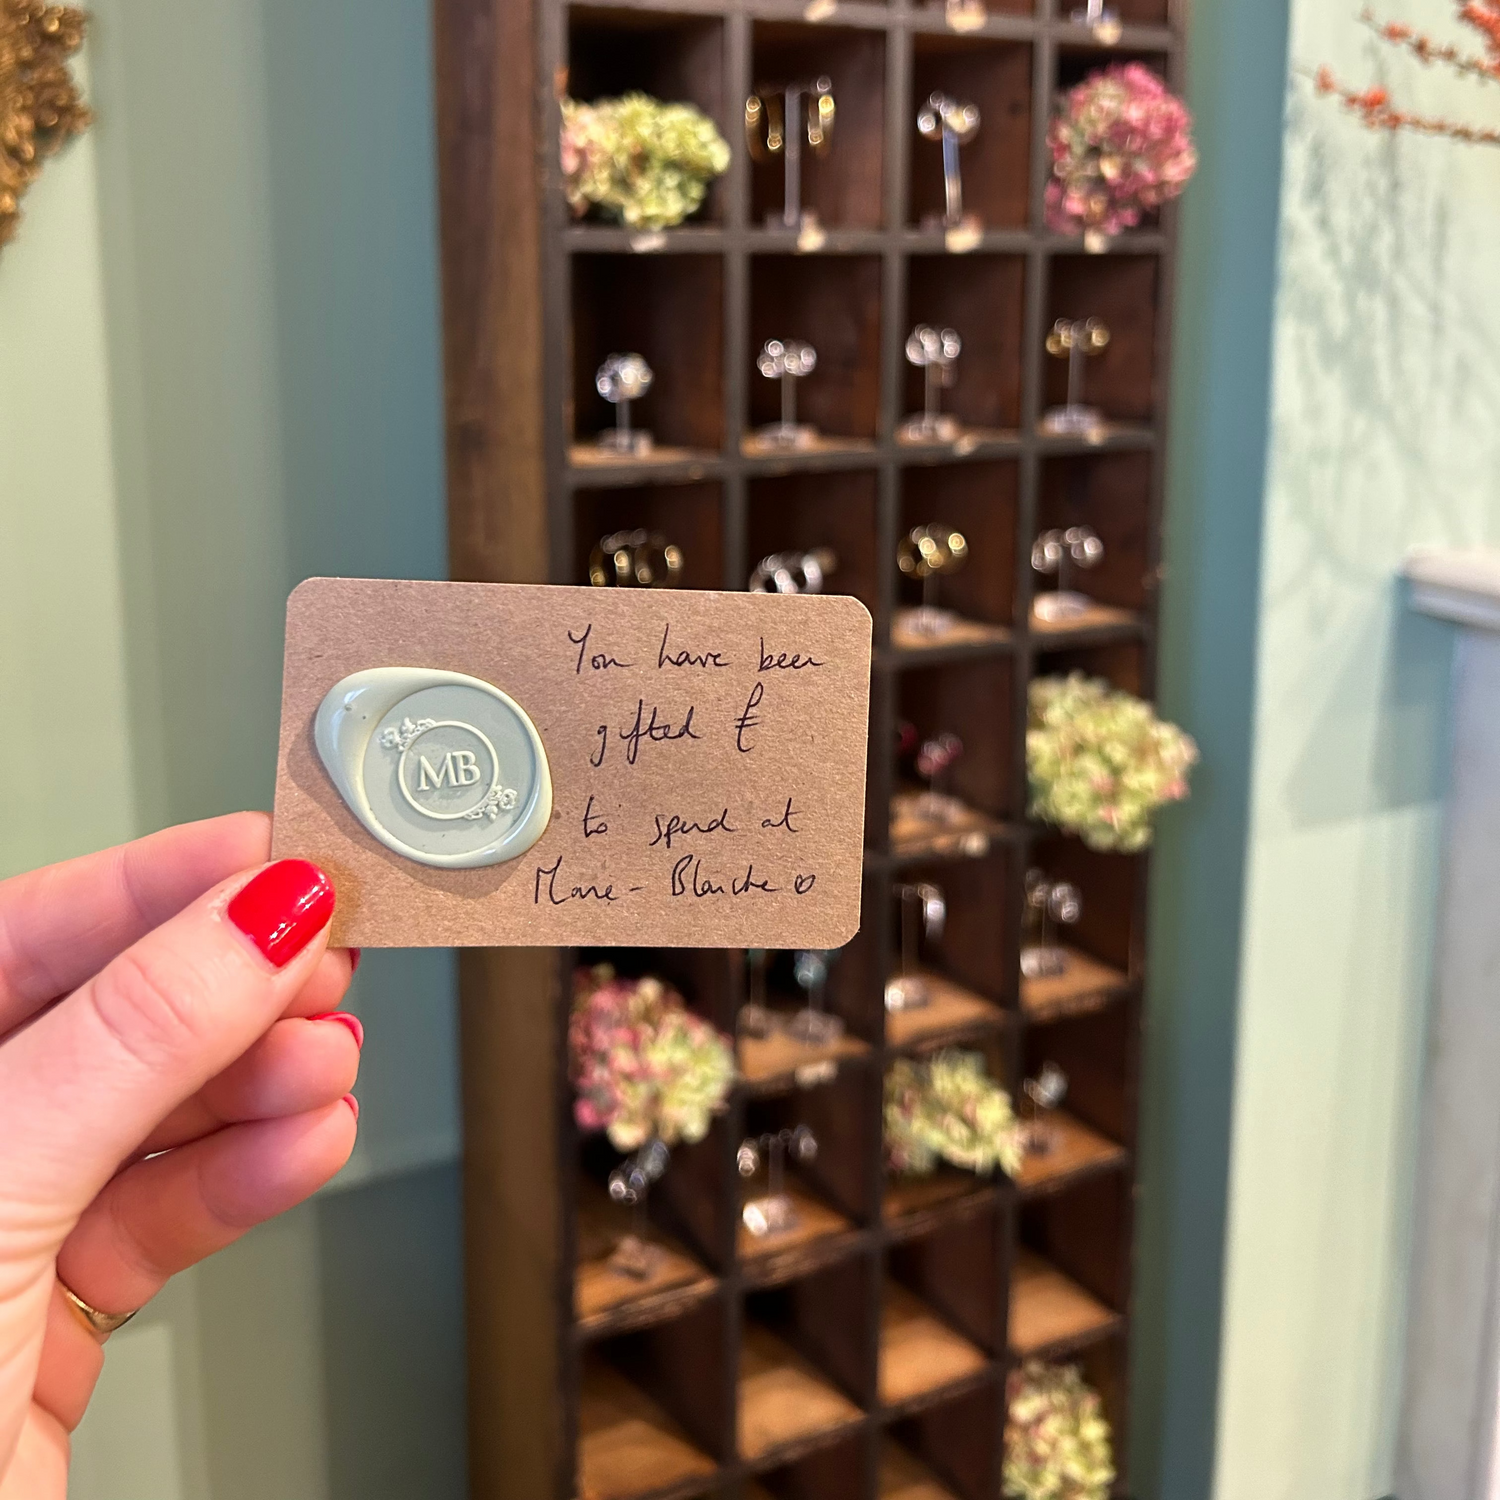 MB
You have been
gifted £
to spend at
Marie-Blanche ♡